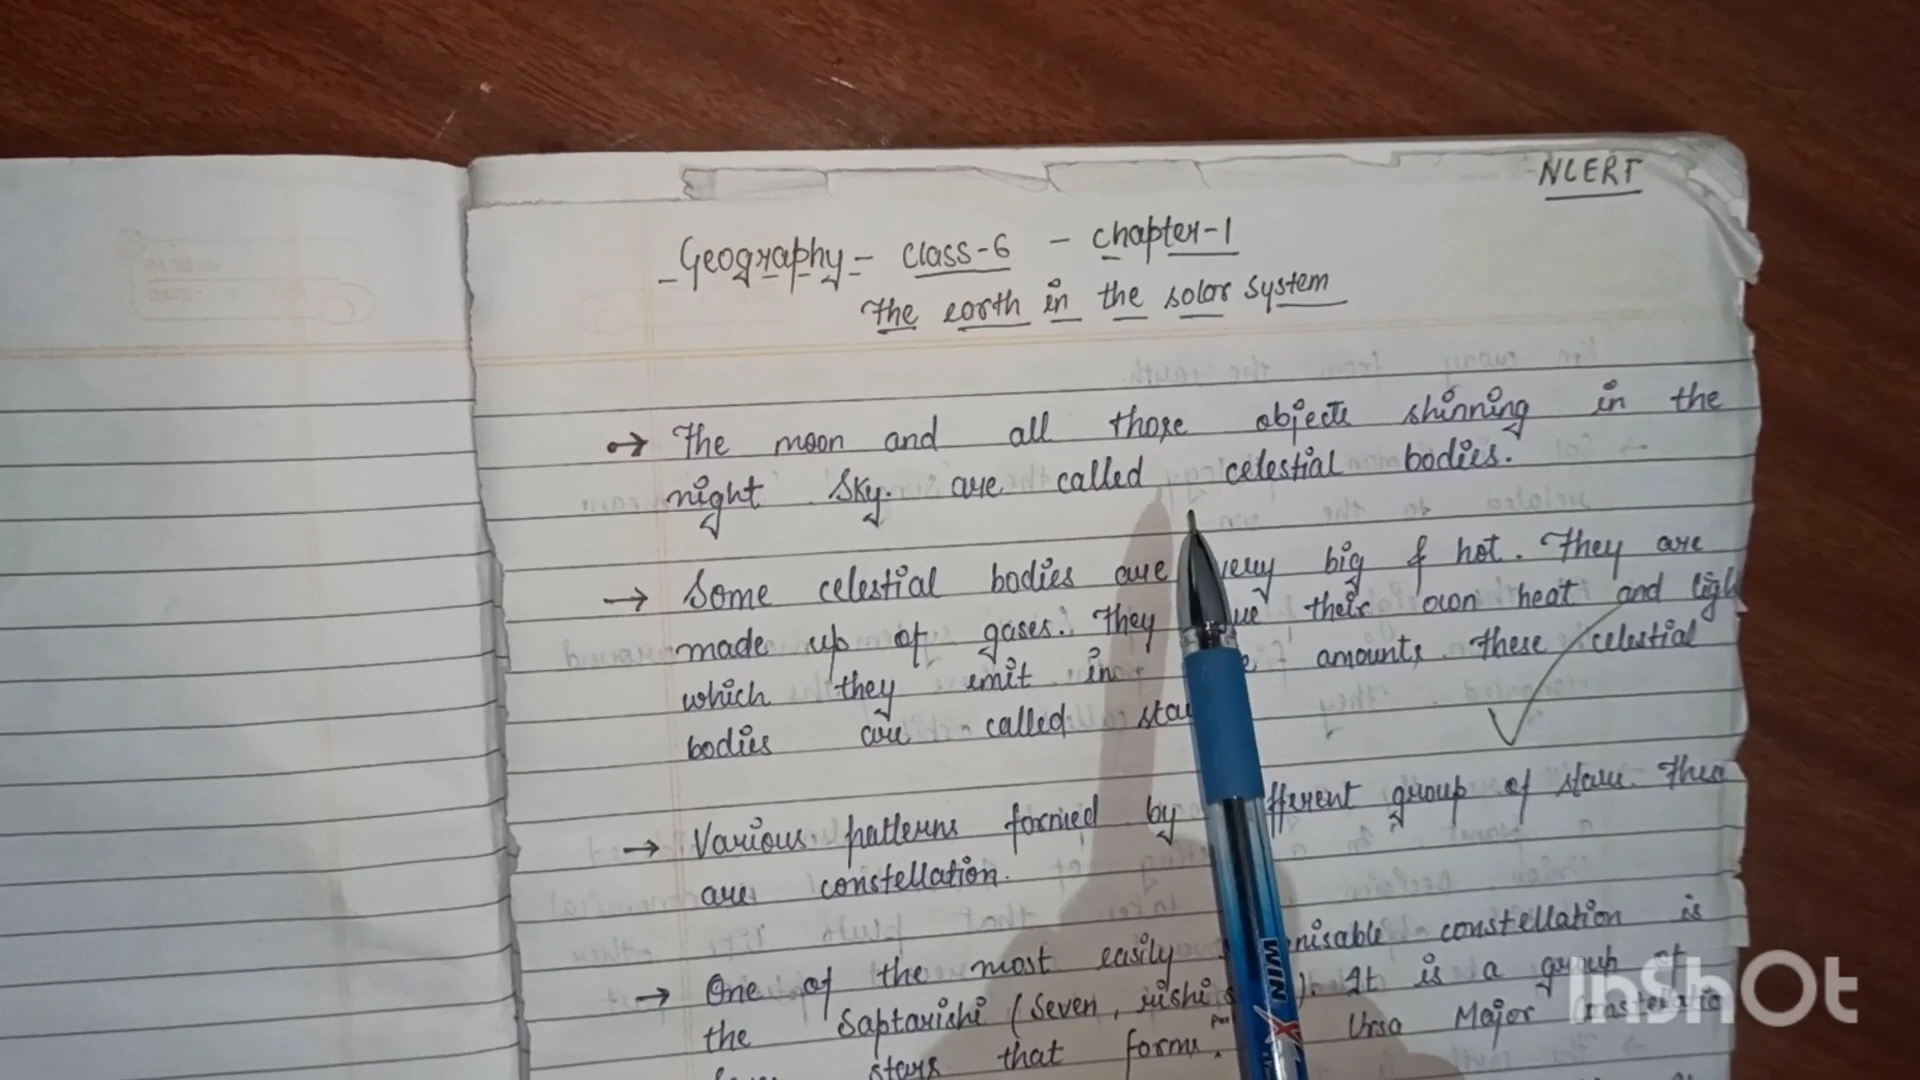 NCERT
Geography - Class-6 - Chapter-1
The earth in the solar system
→ The moon and all those objects shinning in the
night sky. are called celestial bodies.
→ Some celestial bodies are very big & hot. They are
made up of gases. They their own heat and
which they emit in amounts. These celestial
bodies are called
→ Various patterns formed by group of stars.
are constellation.
→ One of the most easily constellation is
the Saptarishi (Seven, rishi It is a group of
stars that forms. Part Ursa Major
WIN
InShOt